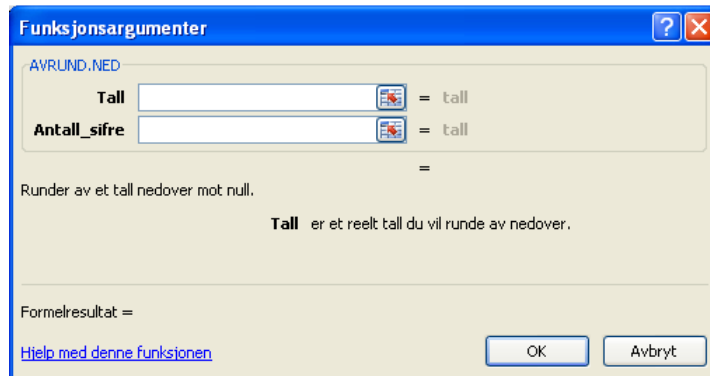 Funksjonsargumenter
AVRUND.NED
Tall = tall
Antall_sifre = tall
=
Runder av et tall nedover mot null.
Tall er et reelt tall du vil runde av nedover.
Formelresultat =
Hjelp med denne funksjonen OK Avbryt